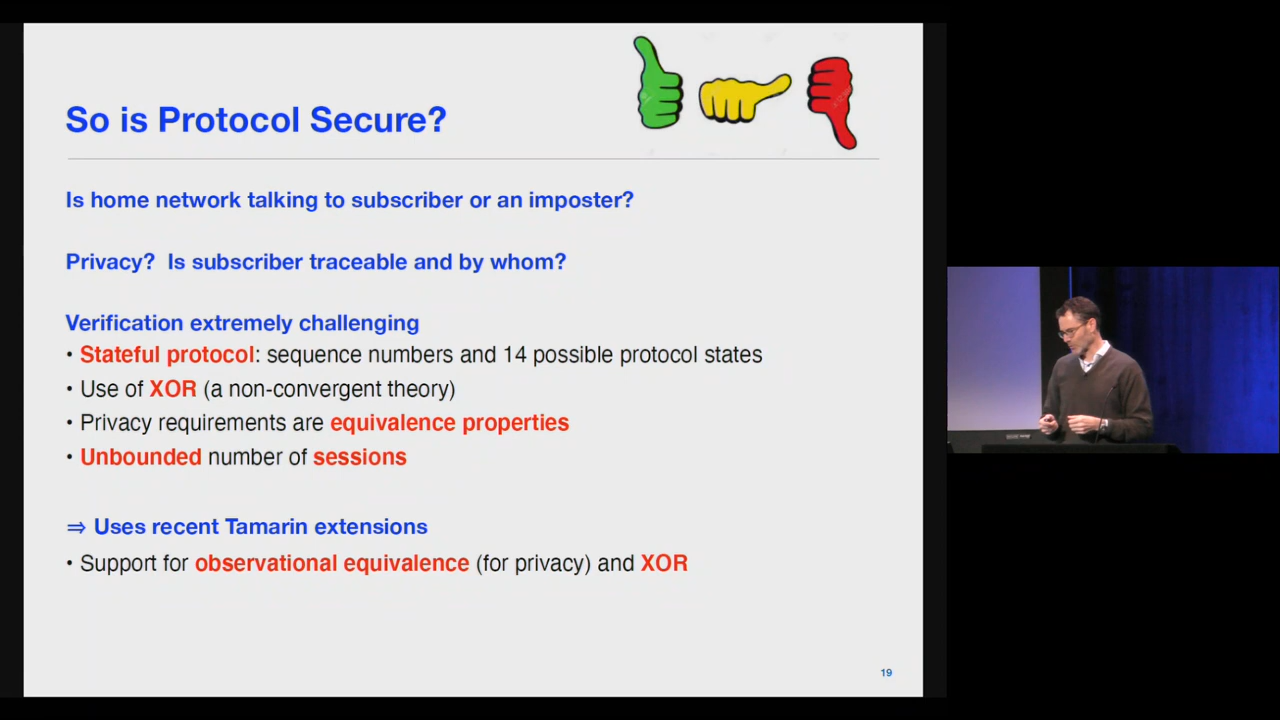 So is Protocol Secure?
Is home network talking to subscriber or an imposter?
Privacy? Is subscriber traceable and by whom?
Verification extremely challenging
• Stateful protocol: sequence numbers and 14 possible protocol states
• Use of XOR (a non-convergent theory)
• Privacy requirements are equivalence properties
• Unbounded number of sessions
⇒ Uses recent Tamarin extensions
• Support for observational equivalence (for privacy) and XOR
19